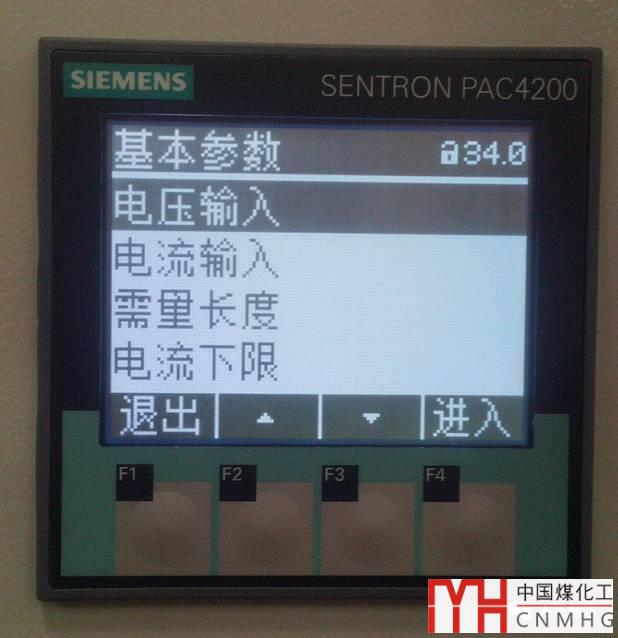 SIEMENS
SENTRON PAC4200
基本参数 34.0
电压输入
电流输入
需量长度
电流下限
退出 进入
F1 F2 F3 F4
中国煤化工
MYH CNMHG